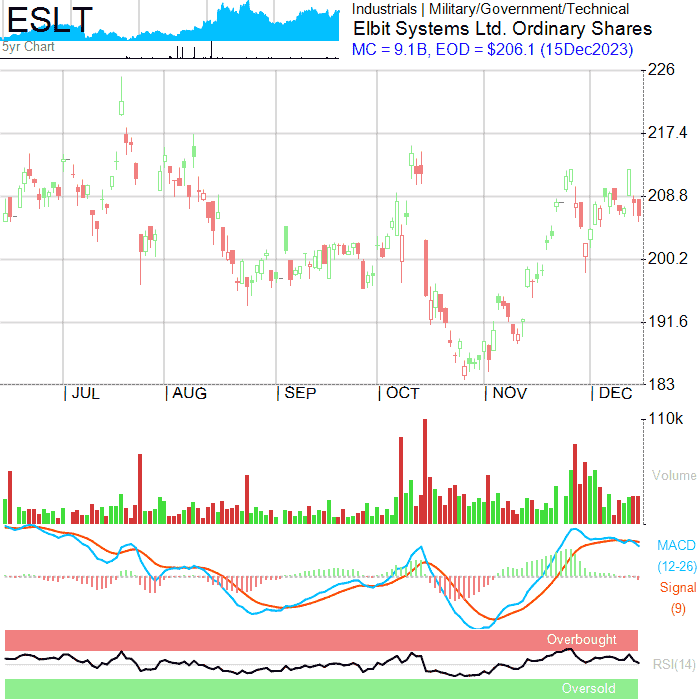 ESLT
5yr Chart
Industrials | Military/Government/Technical
Elbit Systems Ltd. Ordinary Shares
MC = 9.1B, EOD = $206.1 (15Dec2023)
226
217.4
208.8
200.2
191.6
183
| JUL | AUG | SEP | OCT | NOV | DEC
110k
Volume
MACD
(12-26)
Signal
(9)
Overbought
RSI(14)
Oversold